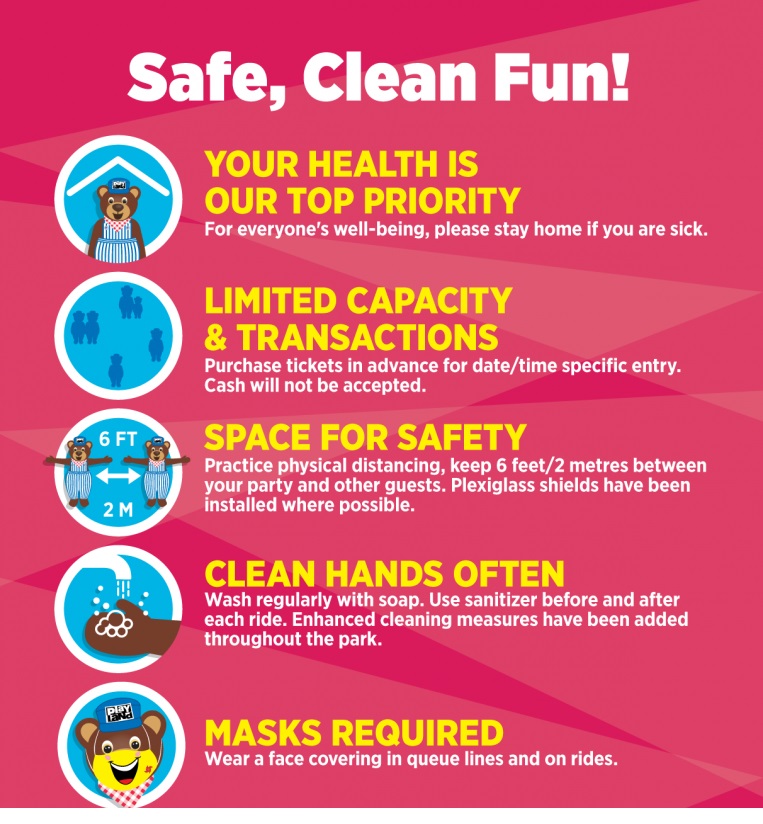 Safe, Clean Fun!
YOUR HEALTH IS
OUR TOP PRIORITY
For everyone's well-being, please stay home if you are sick.
LIMITED CAPACITY
& TRANSACTIONS
Purchase tickets in advance for date/time specific entry.
Cash will not be accepted.
6 FT
2 M
SPACE FOR SAFETY
Practice physical distancing, keep 6 feet/2 metres between
your party and other guests. Plexiglass shields have been
installed where possible.
CLEAN HANDS OFTEN
Wash regularly with soap. Use sanitizer before and after
each ride. Enhanced cleaning measures have been added
throughout the park.
PLAY
LAND
MASKS REQUIRED
Wear a face covering in queue lines and on rides.